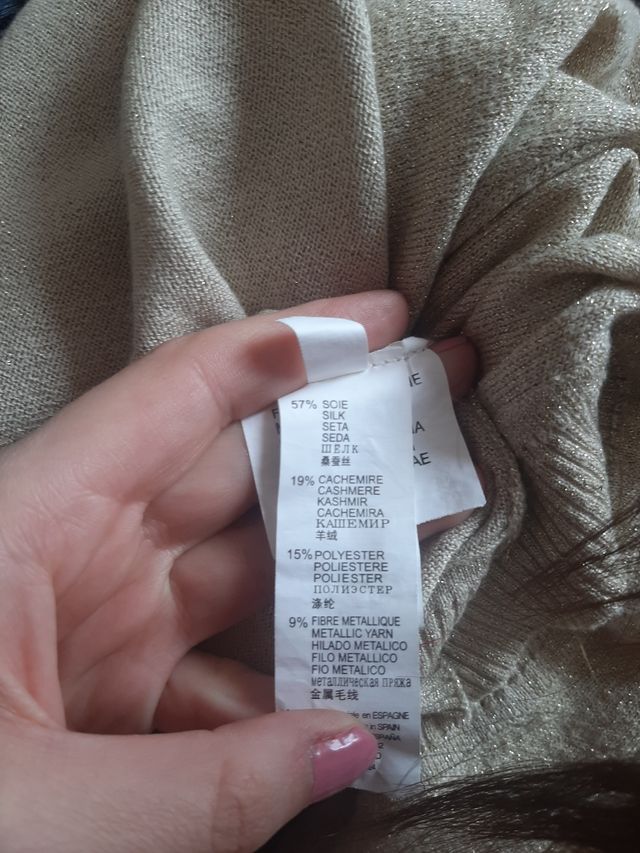 57% SOIE
SILK
SETA
SEDA
ШЕЛК
桑蚕丝
19% CACHEMIRE
CASHMERE
KASHMIR
CACHEMIRA
КАШЕМИР
羊绒
15% POLYESTER
POLIESTERE
POLIESTER
ПОЛИЭСТЕР
涤纶
9% FIBRE METALLIQUE
METALLIC YARN
HILADO METALICO
FILO METALLICO
FIO METALICO
металлическая пряжа
金属毛线
en ESPAGNE
in SPAIN